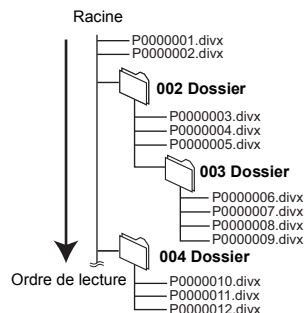 Racine
P0000001.divx
P0000002.divx
002 Dossier
P0000003.divx
P0000004.divx
P0000005.divx
003 Dossier
P0000006.divx
P0000007.divx
P0000008.divx
P0000009.divx
004 Dossier
Ordre de lecture
P0000010.divx
P0000011.divx
P0000012.divx